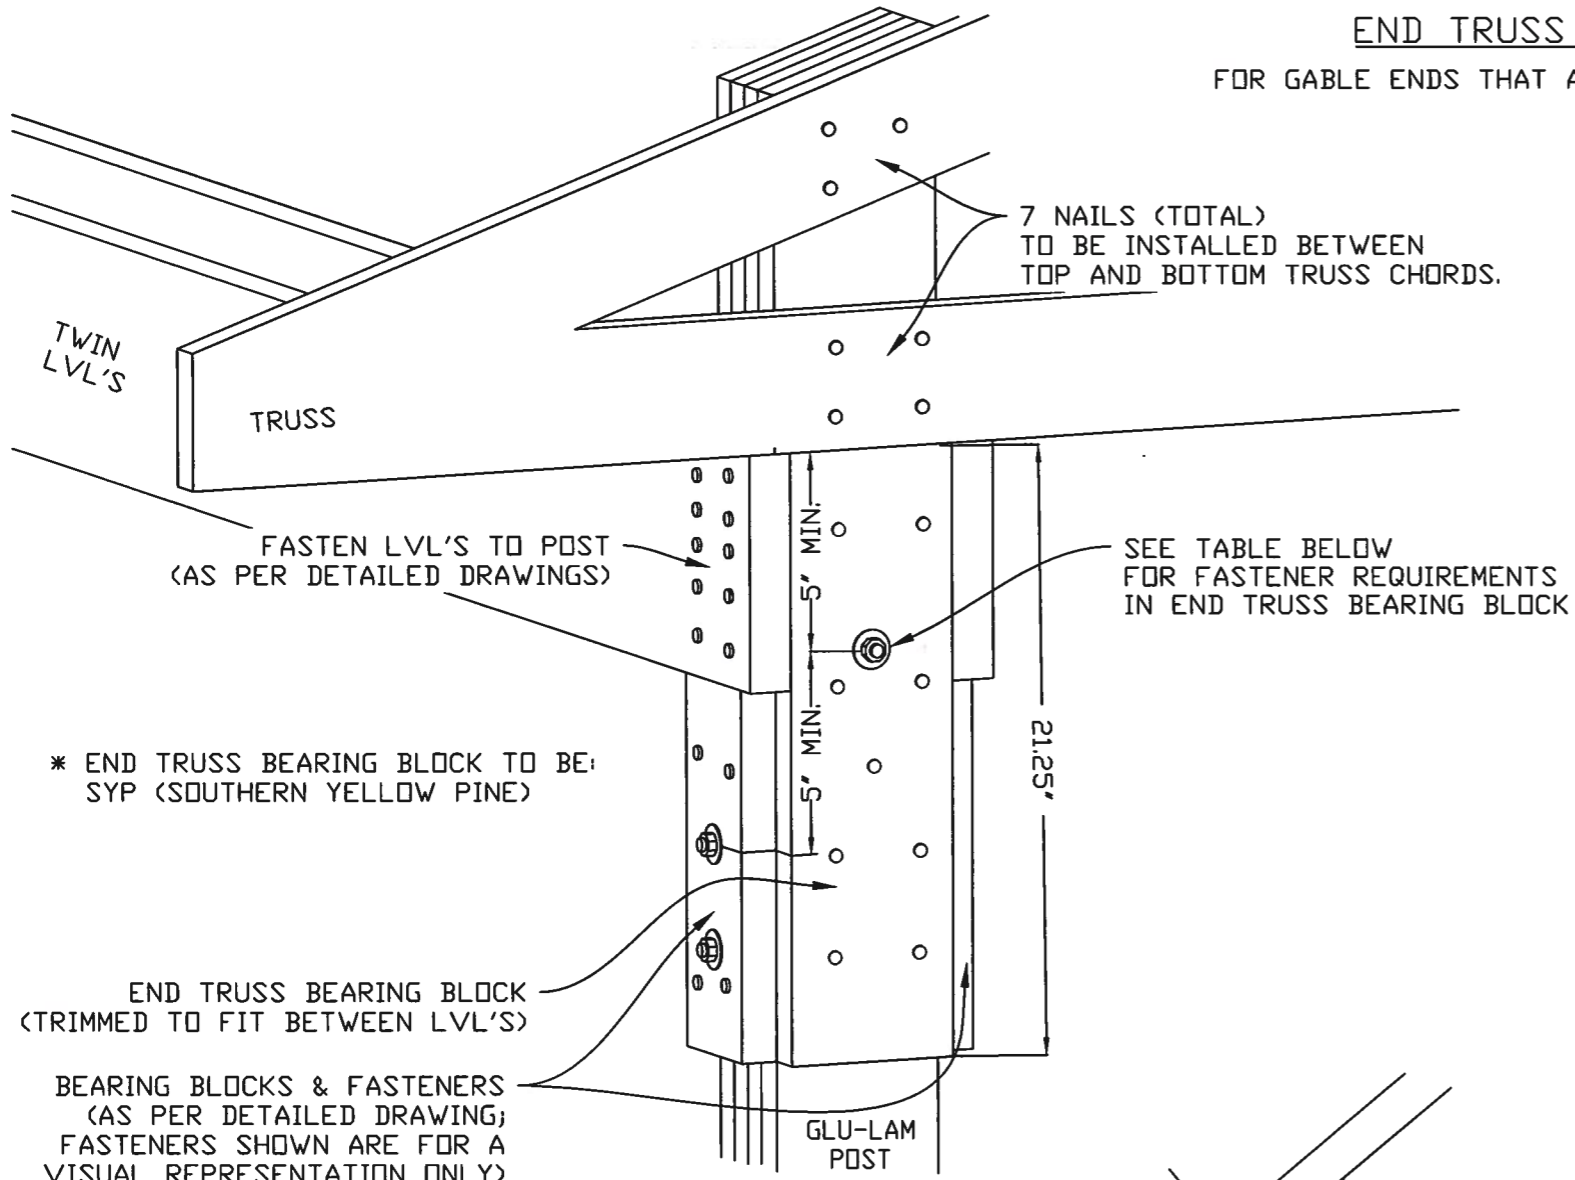 END TRUSS
FOR GABLE ENDS THAT A
7 NAILS (TOTAL)
TO BE INSTALLED BETWEEN
TOP AND BOTTOM TRUSS CHORDS.
TWIN
LVL'S
TRUSS
FASTEN LVL'S TO POST
(AS PER DETAILED DRAWINGS)
5" MIN.
SEE TABLE BELOW
FOR FASTENER REQUIREMENTS
IN END TRUSS BEARING BLOCK
5" MIN.
21.25"
* END TRUSS BEARING BLOCK TO BE:
SYP (SOUTHERN YELLOW PINE)
END TRUSS BEARING BLOCK
(TRIMMED TO FIT BETWEEN LVL'S)
BEARING BLOCKS & FASTENERS
(AS PER DETAILED DRAWING;
FASTENERS SHOWN ARE FOR A
VISUAL REPRESENTATION ONLY)
GLU-LAM
POST